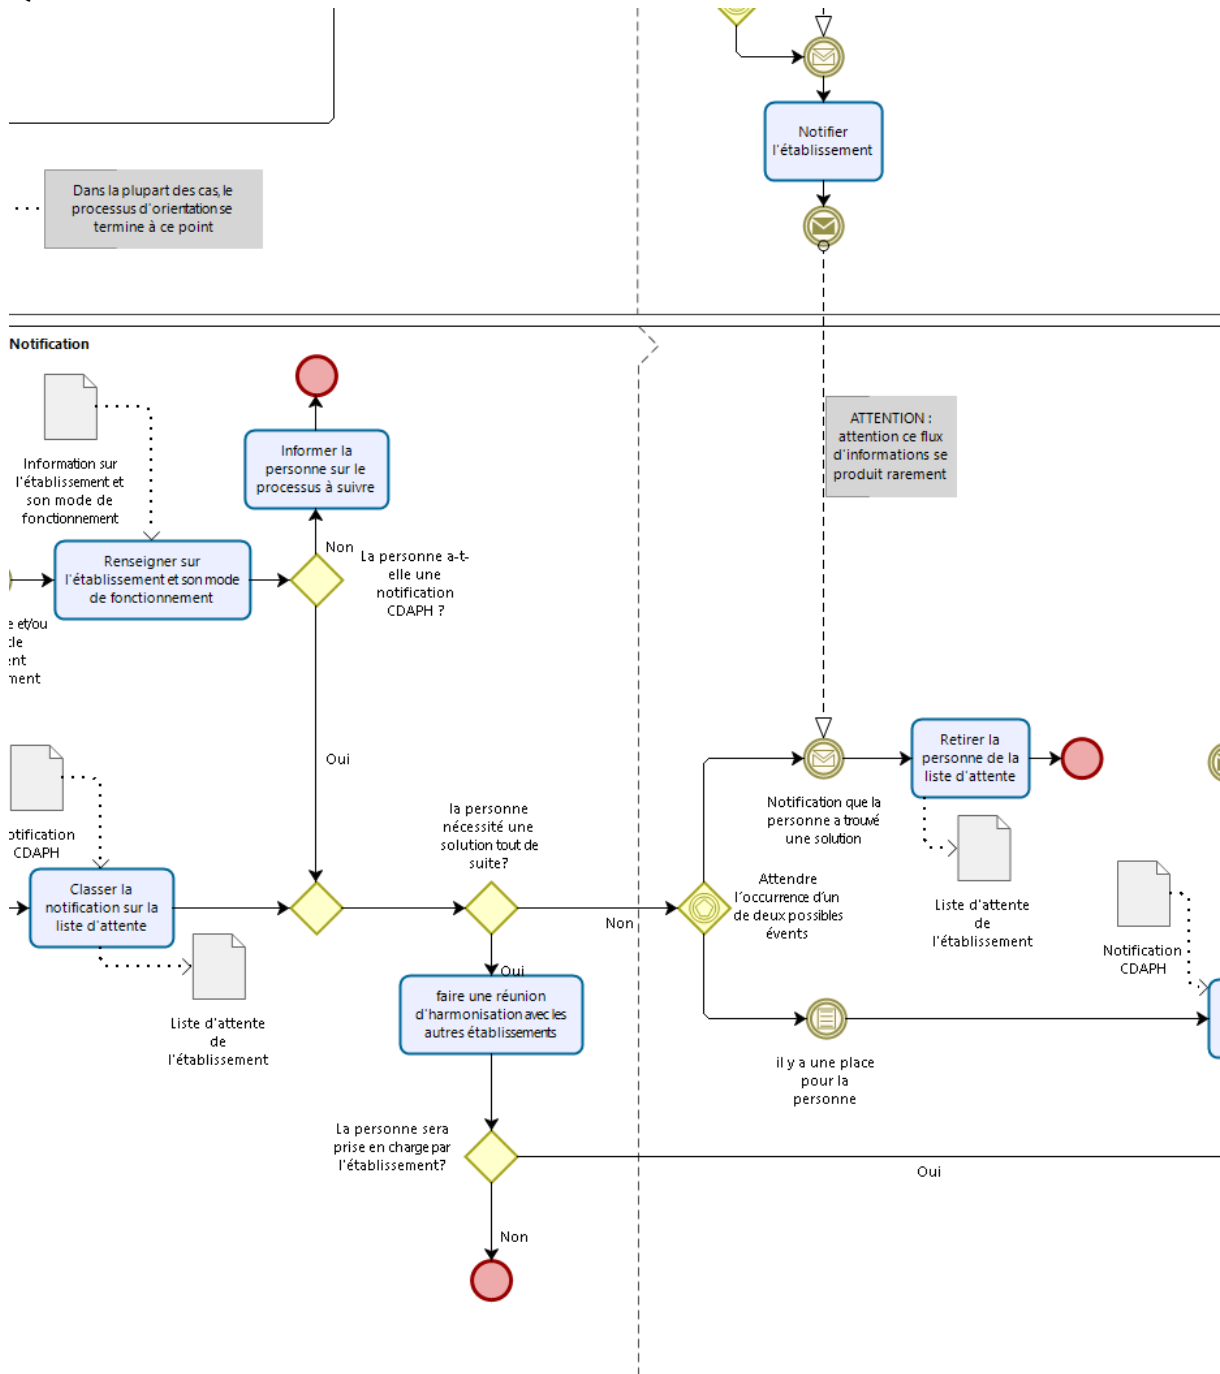 Notifier
l'établissement
Dans la plupart des cas, le
processus d'orientation se
termine à ce point
Notification
ATTENTION :
attention ce flux
d'informations se
produit rarement
Informer la
personne sur le
processus à suivre
Information sur
l'établissement et
son mode de
fonctionnement
Non
La personne a-t-
elle une
notification
CDAPH ?
Renseigner sur
l'établissement et son mode
de fonctionnement
e et/ou
de
ent
ment
Oui
Retirer la
personne de la
liste d'attente
Notification que la
personne a trouvé
une solution
la personne
nécessité une
solution tout de
suite?
otification
CDAPH
Classer la
notification sur la
liste d'attente
Attendre
l'occurrence d'un
de deux possibles
évents
Liste d'attente
de
l'établissement
Non
Notification
CDAPH
Oui
faire une réunion
d'harmonisation avec les
autres établissements
Liste d'attente
de
l'établissement
il y a une place
pour la
personne
La personne sera
prise en charge par
l'établissement?
Oui
Non